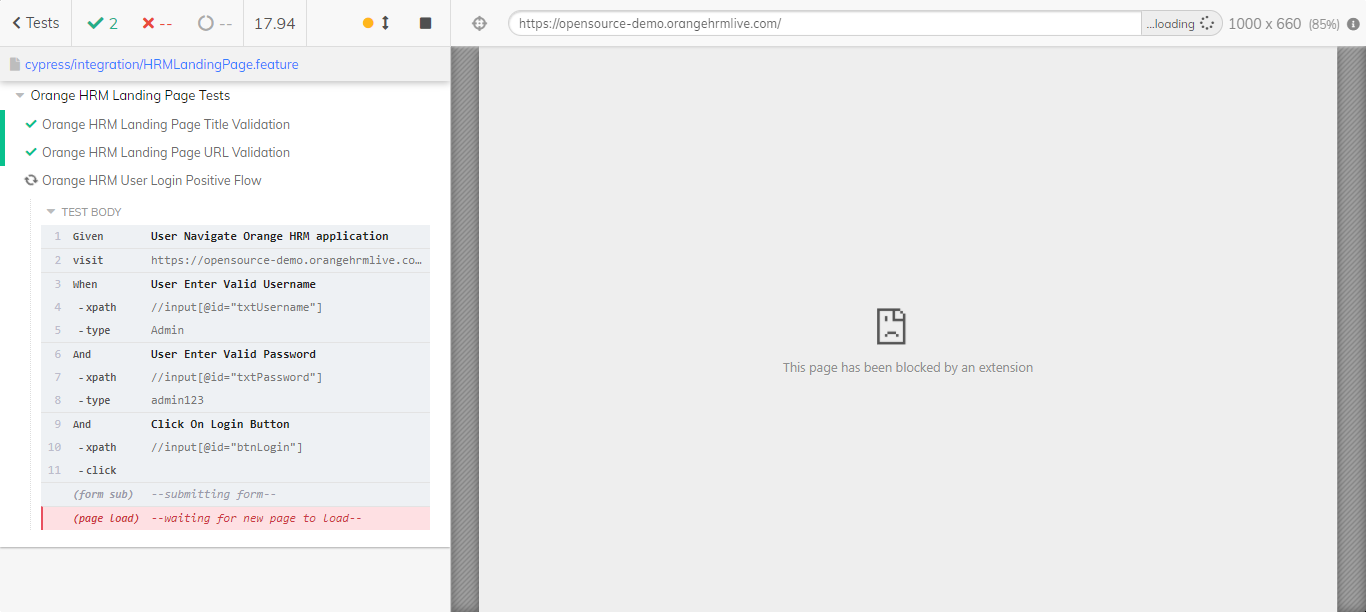 Tests
2
--
--
17.94
https://opensource-demo.orangehrmlive.com/
...loading
1000 x 660 (85%)
cypress/integration/HRMLandingPage.feature
Orange HRM Landing Page Tests
Orange HRM Landing Page Title Validation
Orange HRM Landing Page URL Validation
Orange HRM User Login Positive Flow
TEST BODY
1 Given User Navigate Orange HRM application
2 visit https://opensource-demo.orangehrmlive.co...
3 When User Enter Valid Username
4 -xpath //input[@id="txtUsername"]
5 -type Admin
6 And User Enter Valid Password
7 -xpath //input[@id="txtPassword"]
8 -type admin123
9 And Click On Login Button
10 -xpath //input[@id="btnLogin"]
11 -click
(form sub) --submitting form--
(page load) --waiting for new page to load--
This page has been blocked by an extension